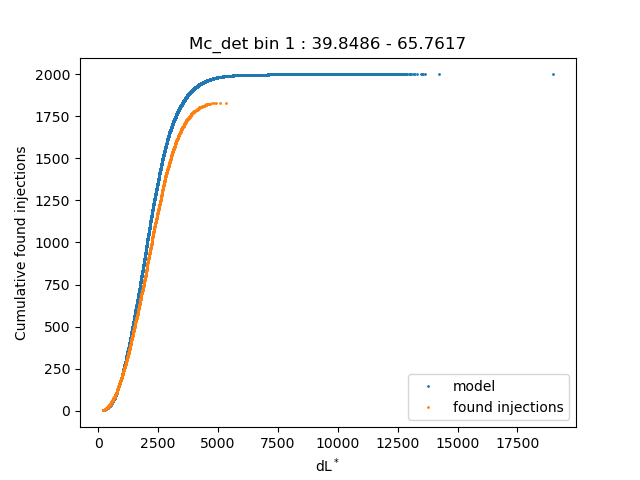 Mc_det bin 1 : 39.8486 - 65.7617
Cumulative found injections
2000
1750
1500
1250
1000
750
500
250
0
model
found injections
0 2500 5000 7500 10000 12500 15000 17500
dL*